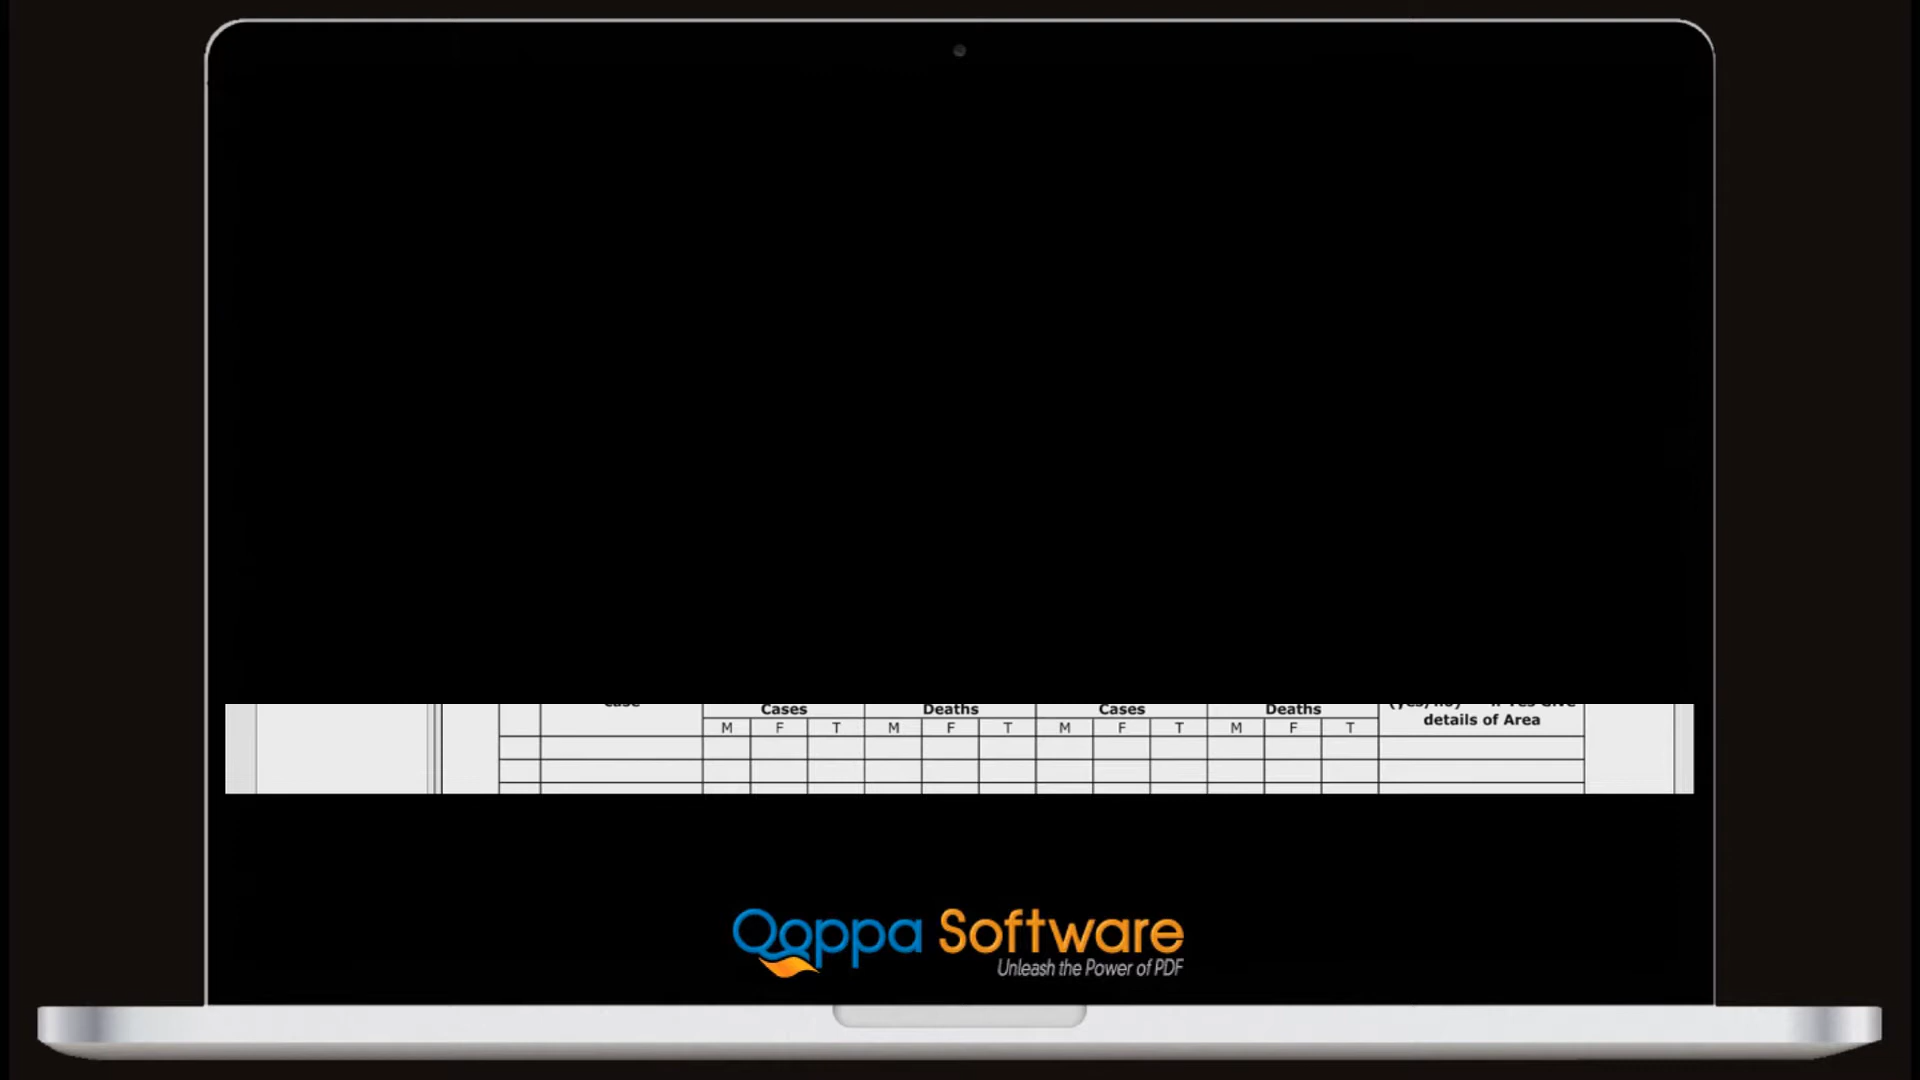 Cases Deaths Cases Deaths
details of Area
M F T M F T M F T M F T
Qoppa Software
Unleash the Power of PDF